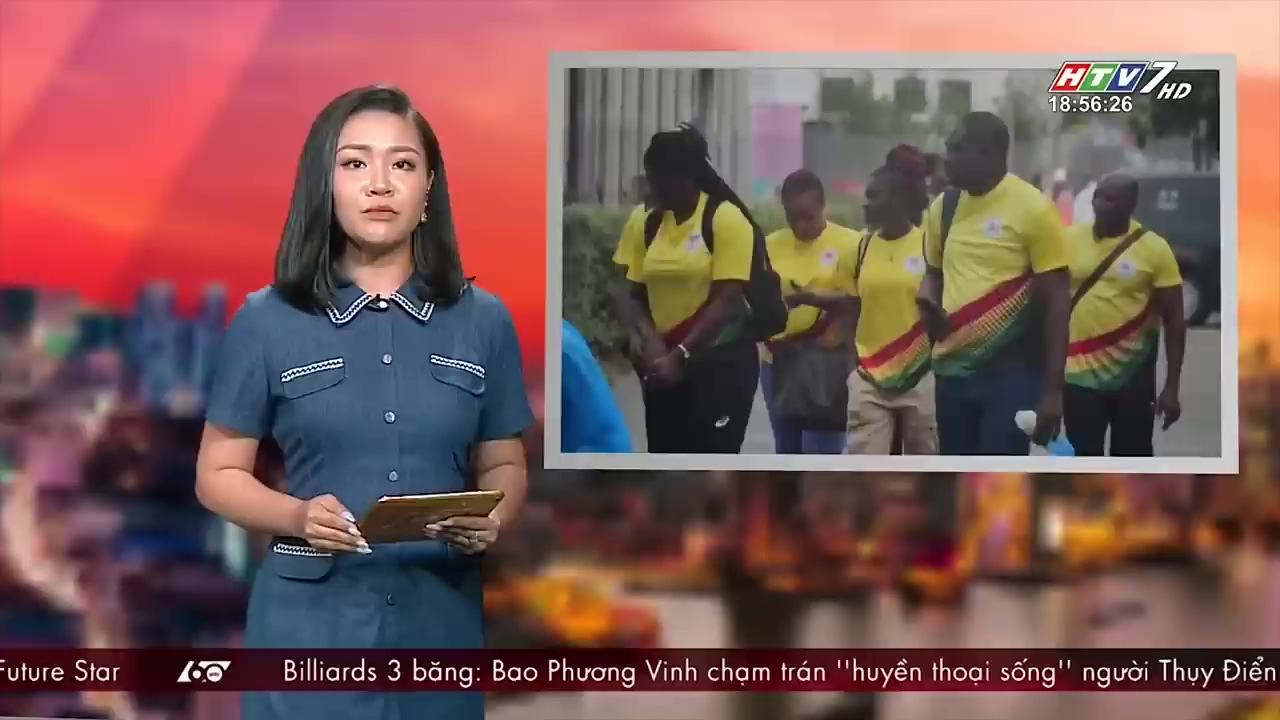 HTV7 HD
18:56:26
Future Star 60 Billiards 3 băng: Bao Phương Vinh chạm trán "huyền thoại sống" người Thụy Điển